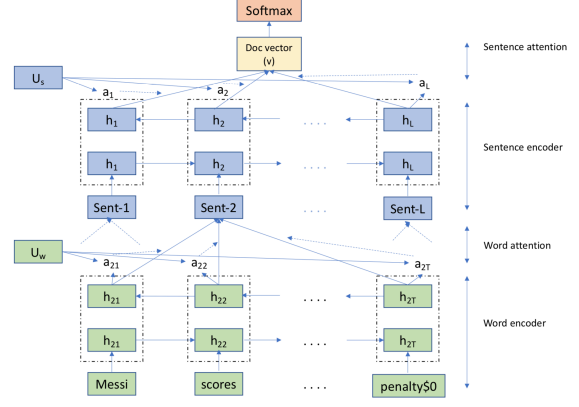 Softmax
Doc vector
(v)
Sentence attention
Us
a1
a2
aL
h1
h2
. . . .
hL
Sentence encoder
h1
h2
. . . .
hL
Sent-1
Sent-2
. . . .
Sent-L
Word attention
Uw
a21
a22
a2T
h21
h22
. . . .
h2T
Word encoder
h21
h22
. . . .
h2T
Messi
scores
. . . .
penalty$0